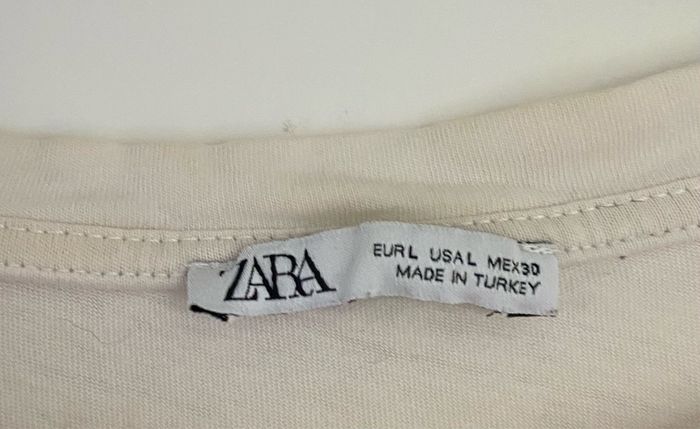 ZARA
EUR L USA L MEX 30
MADE IN TURKEY